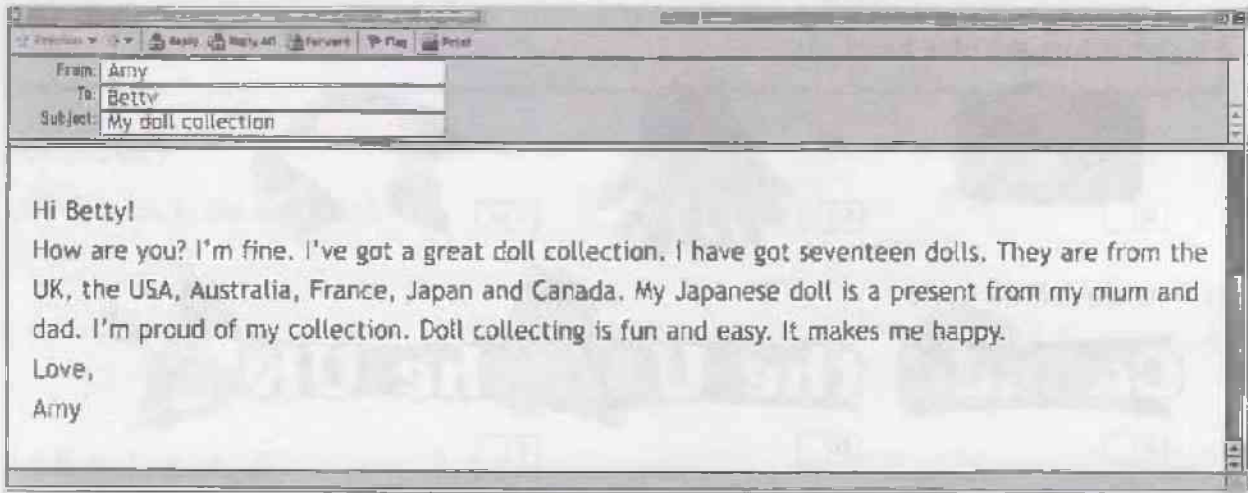 Previous Reply Reply All Forward Flag Print
From: Amy
To: Betty
Subject: My doll collection
Hi Betty!
How are you? I'm fine. I've got a great doll collection. I have got seventeen dolls. They are from the
UK, the USA, Australia, France, Japan and Canada. My Japanese doll is a present from my mum and
dad. I'm proud of my collection. Doll collecting is fun and easy. It makes me happy.
Love,
Amy